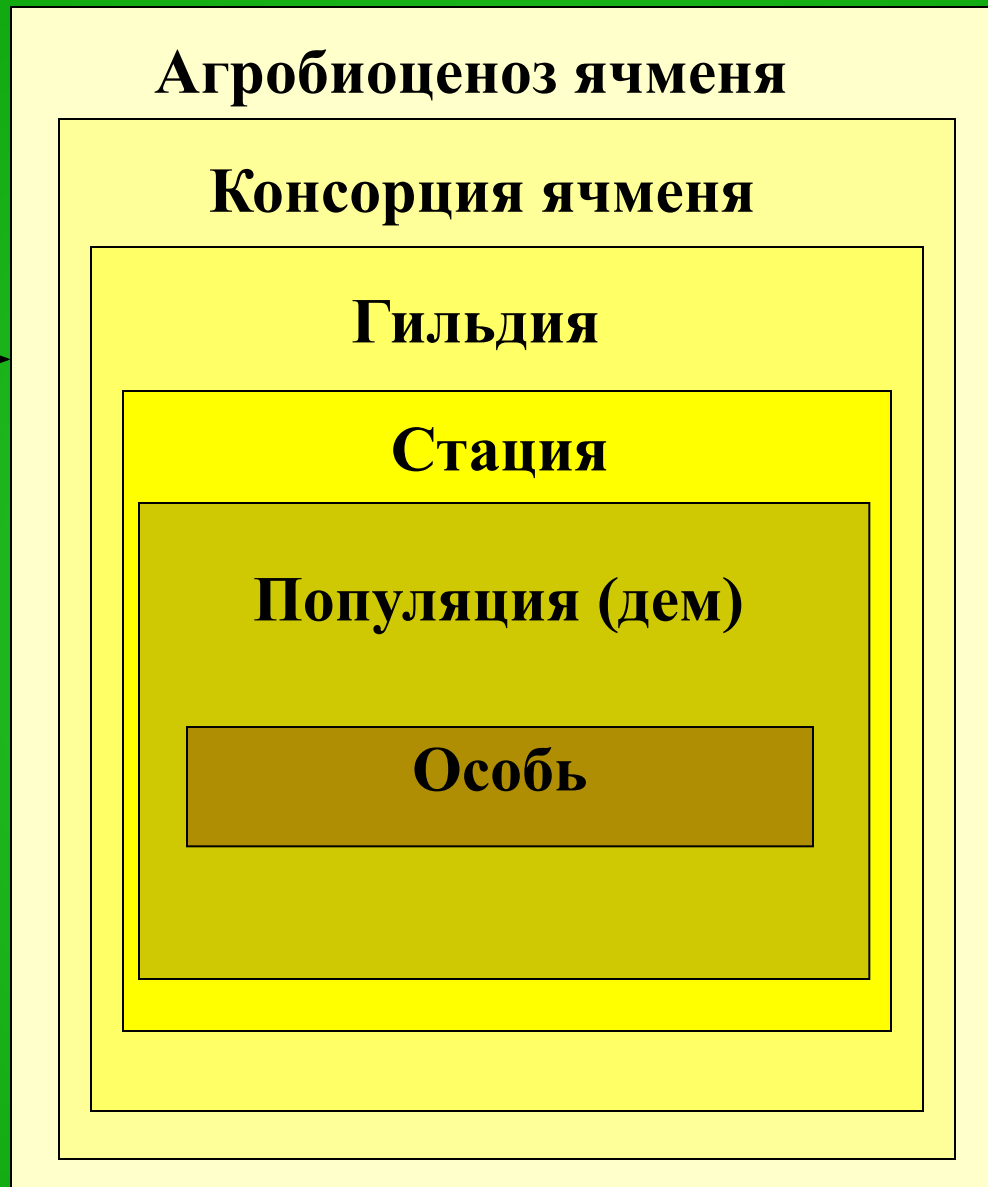 Агробиоценоз ячменя
Консорция ячменя
Гильдия
Стация
Популяция (дем)
Особь